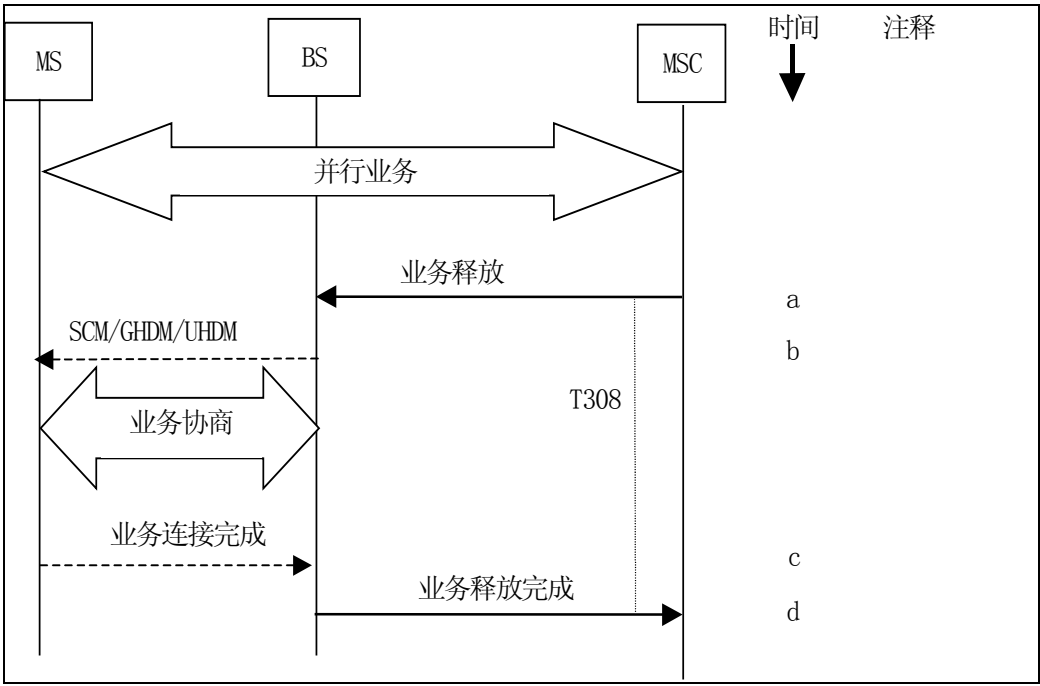 MS
BS
MSC
时间
注释
并行业务
业务释放
a
SCM/GHDM/UHDM
b
T308
业务协商
业务连接完成
c
业务释放完成
d